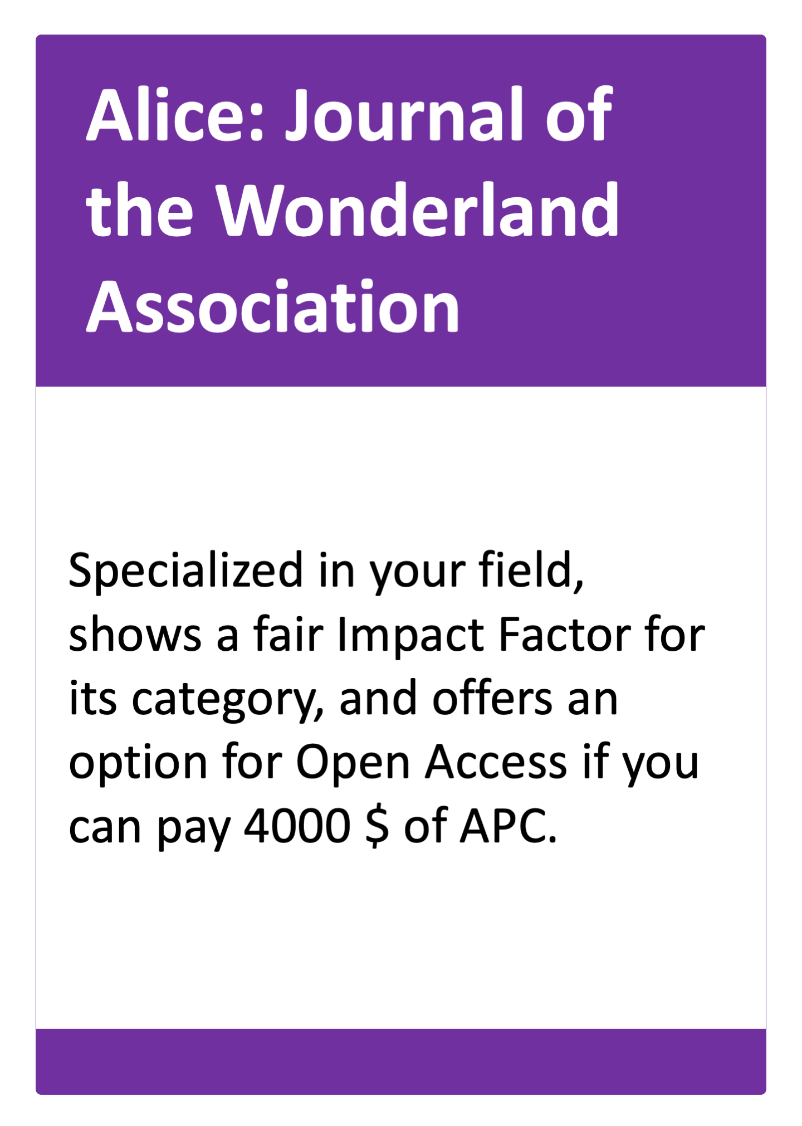 Alice: Journal of
the Wonderland
Association
Specialized in your field,
shows a fair Impact Factor for
its category, and offers an
option for Open Access if you
can pay 4000 $ of APC.